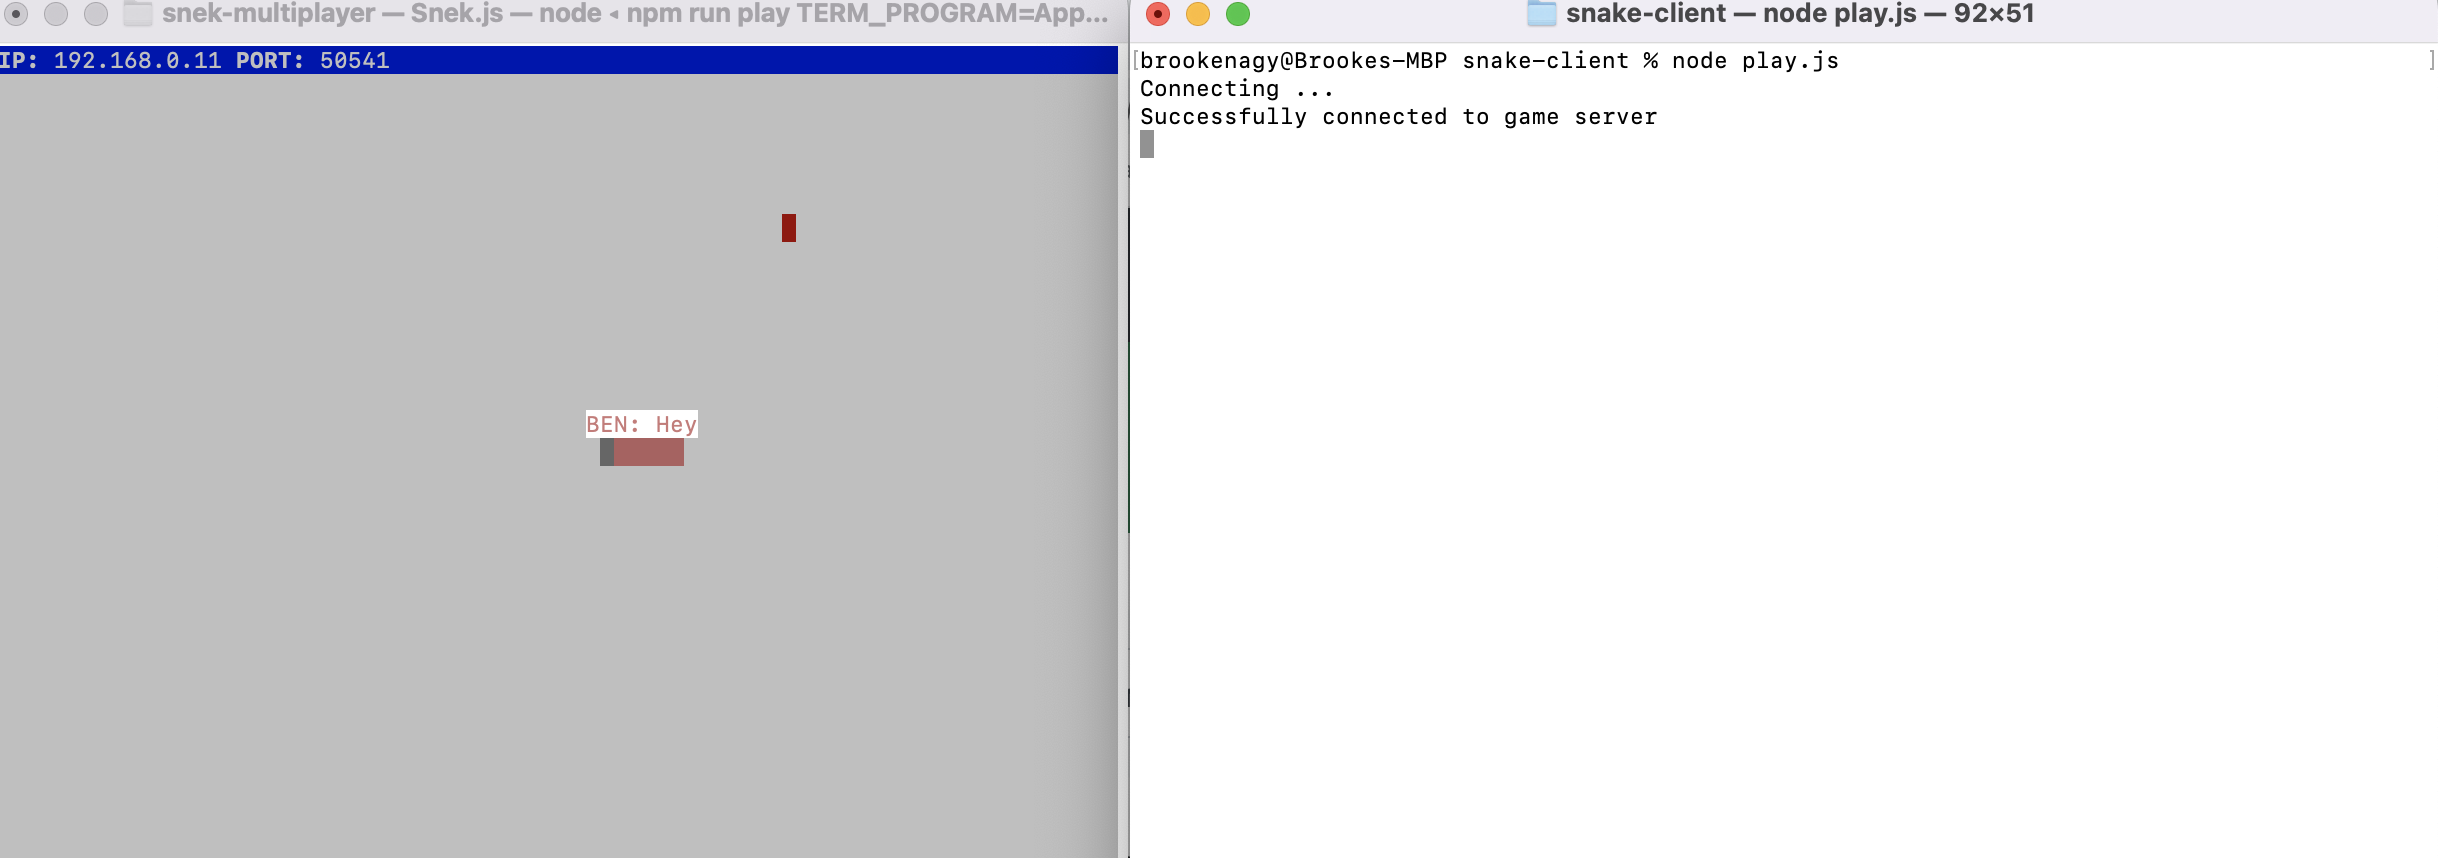 snek-multiplayer — Snek.js — node ◂ npm run play TERM_PROGRAM=App...
IP: 192.168.0.11 PORT: 50541
BEN: Hey
snake-client — node play.js — 92×51
[brookenagy@Brookes-MBP snake-client % node play.js ]
Connecting ...
Successfully connected to game server